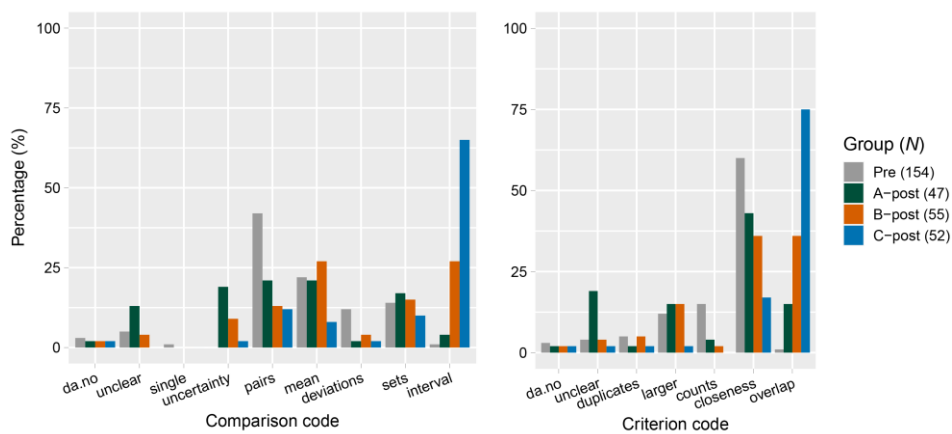 Percentage (%)
100
75
50
25
0
da.no
unclear
single
uncertainty
pairs
mean
deviations
sets
interval
Comparison code
100
75
50
25
0
da.no
unclear
duplicates
larger
counts
closeness
overlap
Criterion code
Group (N)
Pre (154)
A−post (47)
B−post (55)
C−post (52)